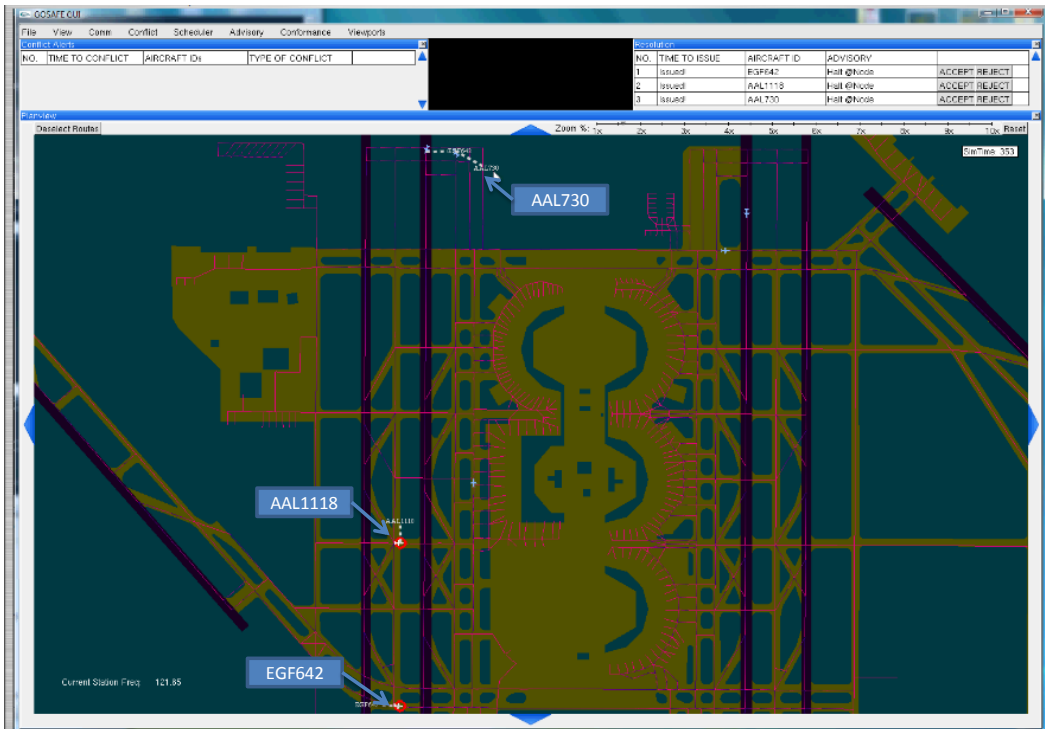 GOSAFE GUI
File View Comm Conflict Scheduler Advisory Conformance Viewports
Conflict Alerts
NO. TIME TO CONFLICT AIRCRAFT IDs TYPE OF CONFLICT
Resolution
NO. TIME TO ISSUE AIRCRAFT ID ADVISORY
1 Issued! EGF642 Halt @Node ACCEPT REJECT
2 Issued! AAL1118 Halt @Node ACCEPT REJECT
3 Issued! AAL730 Halt @Node ACCEPT REJECT
Planview
Deselect Routes
Zoom %: 1x 2x 3x 4x 5x 6x 7x 8x 9x 10x Reset
SimTime: 353
AAL730
AAL730
AAL1118
AAL1118
EGF642
Current Station Freq: 121.85